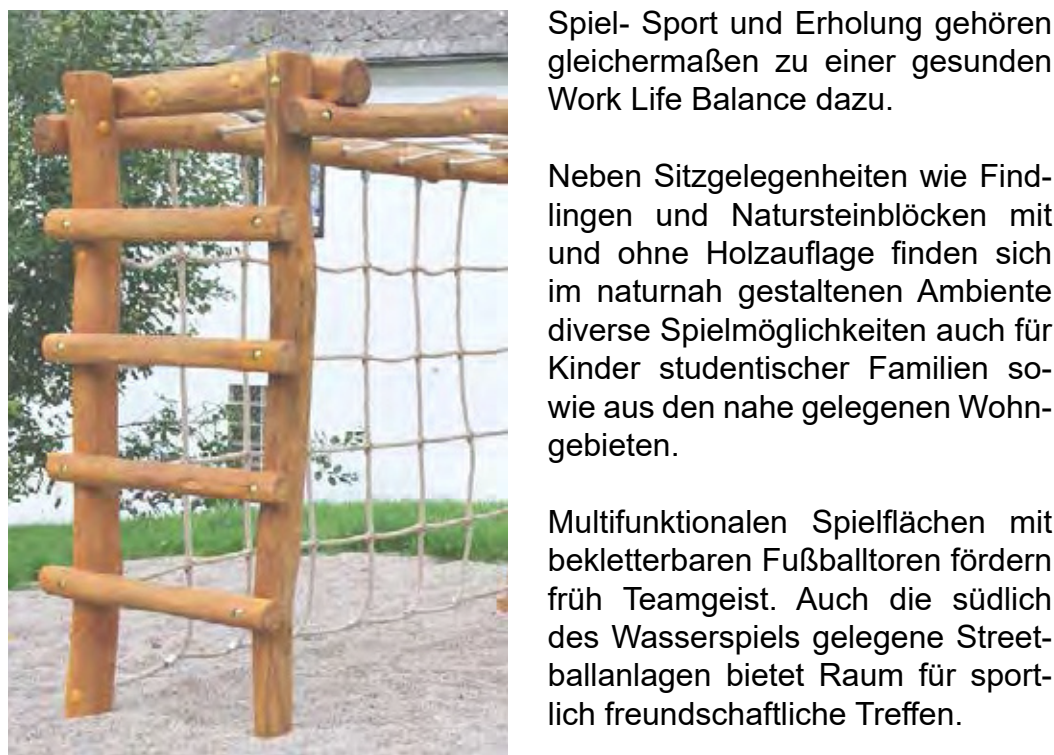 Spiel- Sport und Erholung gehören
gleichermaßen zu einer gesunden
Work Life Balance dazu.
Neben Sitzgelegenheiten wie Find-
lingen und Natursteinblöcken mit
und ohne Holzauflage finden sich
im naturnah gestaltenen Ambiente
diverse Spielmöglichkeiten auch für
Kinder studentischer Familien so-
wie aus den nahe gelegenen Wohn-
gebieten.
Multifunktionalen Spielflächen mit
bekletterbaren Fußballtoren fördern
früh Teamgeist. Auch die südlich
des Wasserspiels gelegene Street-
ballanlagen bietet Raum für sport-
lich freundschaftliche Treffen.